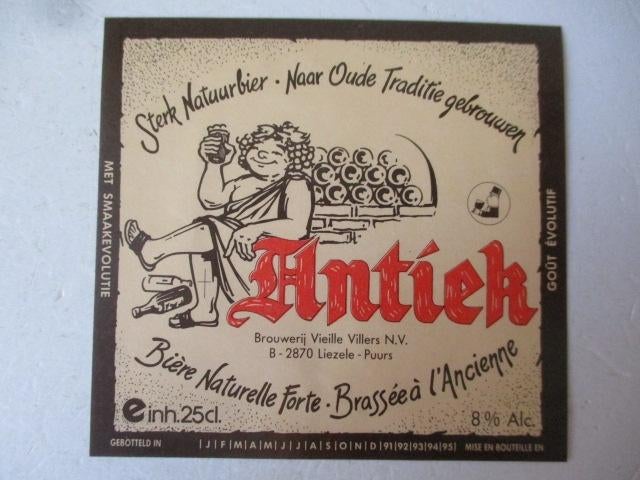 Sterk Natuurbier · Naar Oude Traditie gebrouwen
MET SMAAKEVOLUTIE
GOÛT ÉVOLUTIF
Antiek
Brouwerij Vieille Villers N.V.
B - 2870 Liezele - Puurs
Bière Naturelle Forte · Brassée à l'Ancienne
e inh. 25cl.
8% Alc.
GEBOTTELD IN |J|F|M|A|M|J|J|A|S|O|N|D|91|92|93|94|95| MISE EN BOUTEILLE EN